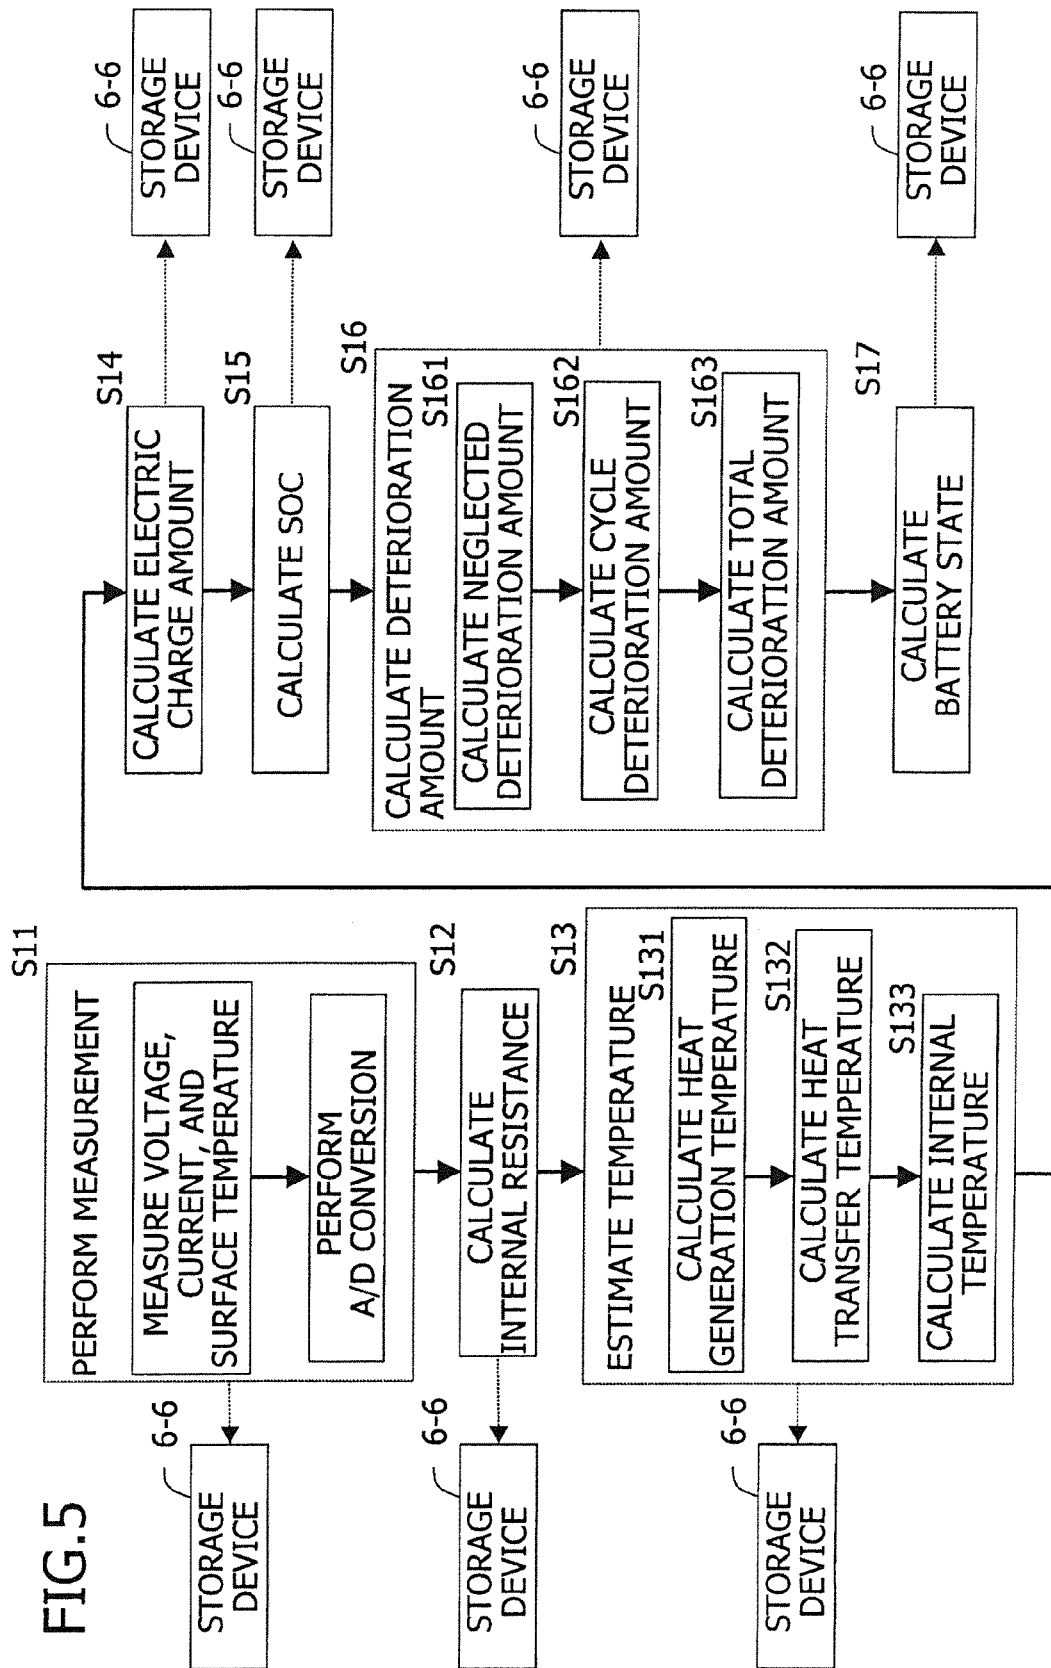 FIG.5
S11
PERFORM MEASUREMENT
MEASURE VOLTAGE,
CURRENT, AND
SURFACE TEMPERATURE
PERFORM
A/D CONVERSION
6-6
STORAGE
DEVICE
S12
CALCULATE
INTERNAL RESISTANCE
6-6
STORAGE
DEVICE
S13
ESTIMATE TEMPERATURE
S131
CALCULATE HEAT
GENERATION TEMPERATURE
S132
CALCULATE HEAT
TRANSFER TEMPERATURE
S133
CALCULATE INTERNAL
TEMPERATURE
6-6
STORAGE
DEVICE
S14
CALCULATE ELECTRIC
CHARGE AMOUNT
6-6
STORAGE
DEVICE
S15
CALCULATE SOC
6-6
STORAGE
DEVICE
S16
CALCULATE DETERIORATION
AMOUNT
S161
CALCULATE NEGLECTED
DETERIORATION AMOUNT
S162
CALCULATE CYCLE
DETERIORATION AMOUNT
S163
CALCULATE TOTAL
DETERIORATION AMOUNT
6-6
STORAGE
DEVICE
S17
CALCULATE
BATTERY STATE
6-6
STORAGE
DEVICE